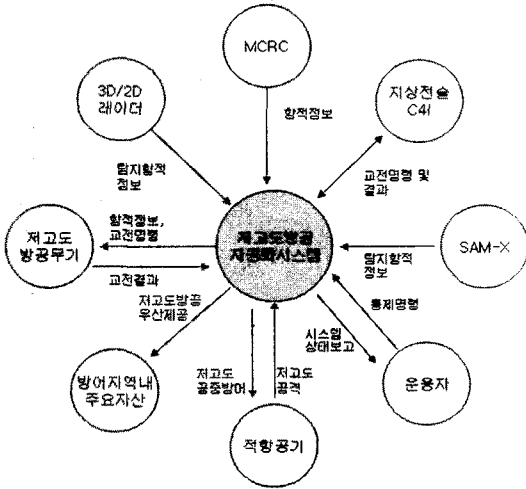 MCRC
3D/2D
레이더
지상전술
C4I
항적정보
탐지항적
정보
교전명령 및
결과
저고도
방공무기
항적정보,
교전명령
저고도방공
자동화시스템
SAM-X
탐지항적
정보
교전결과
통제명령
저고도방공
우산제공
시스템
상태보고
방어지역내
주요자산
저고도
공중방어
저고도
공격
운용자
적항공기